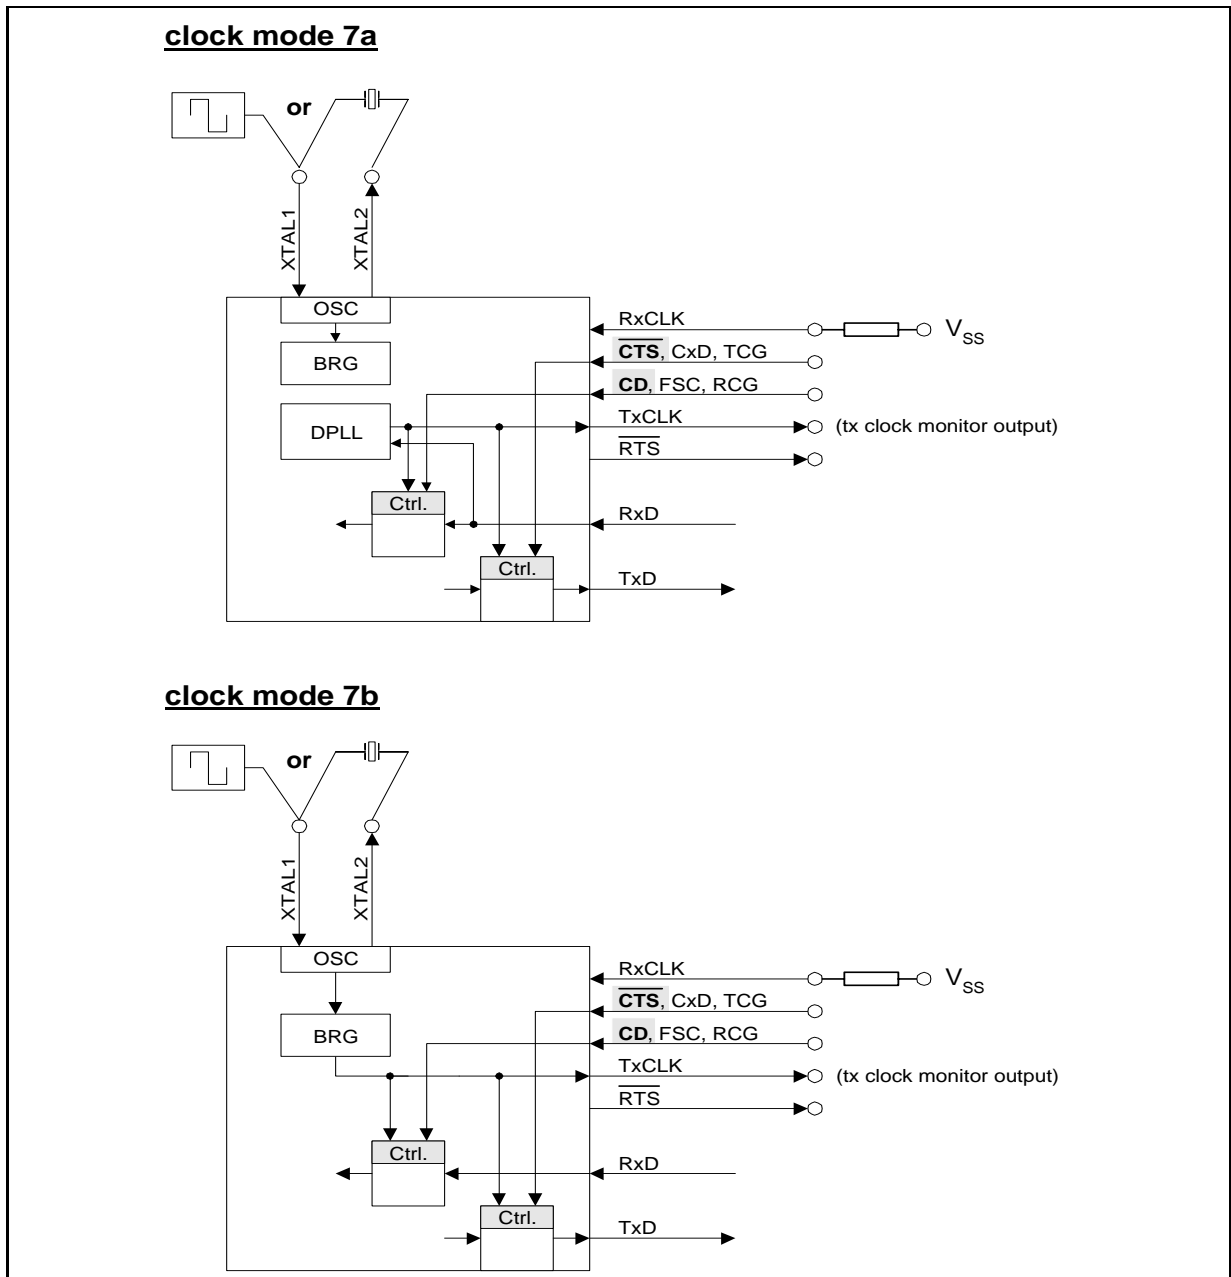 clock mode 7a
or
XTAL1
XTAL2
OSC
BRG
DPLL
Ctrl.
Ctrl.
RxCLK
VSS
CTS, CxD, TCG
CD, FSC, RCG
TxCLK
(tx clock monitor output)
RTS
RxD
TxD
clock mode 7b
or
XTAL1
XTAL2
OSC
BRG
Ctrl.
Ctrl.
RxCLK
VSS
CTS, CxD, TCG
CD, FSC, RCG
TxCLK
(tx clock monitor output)
RTS
RxD
TxD